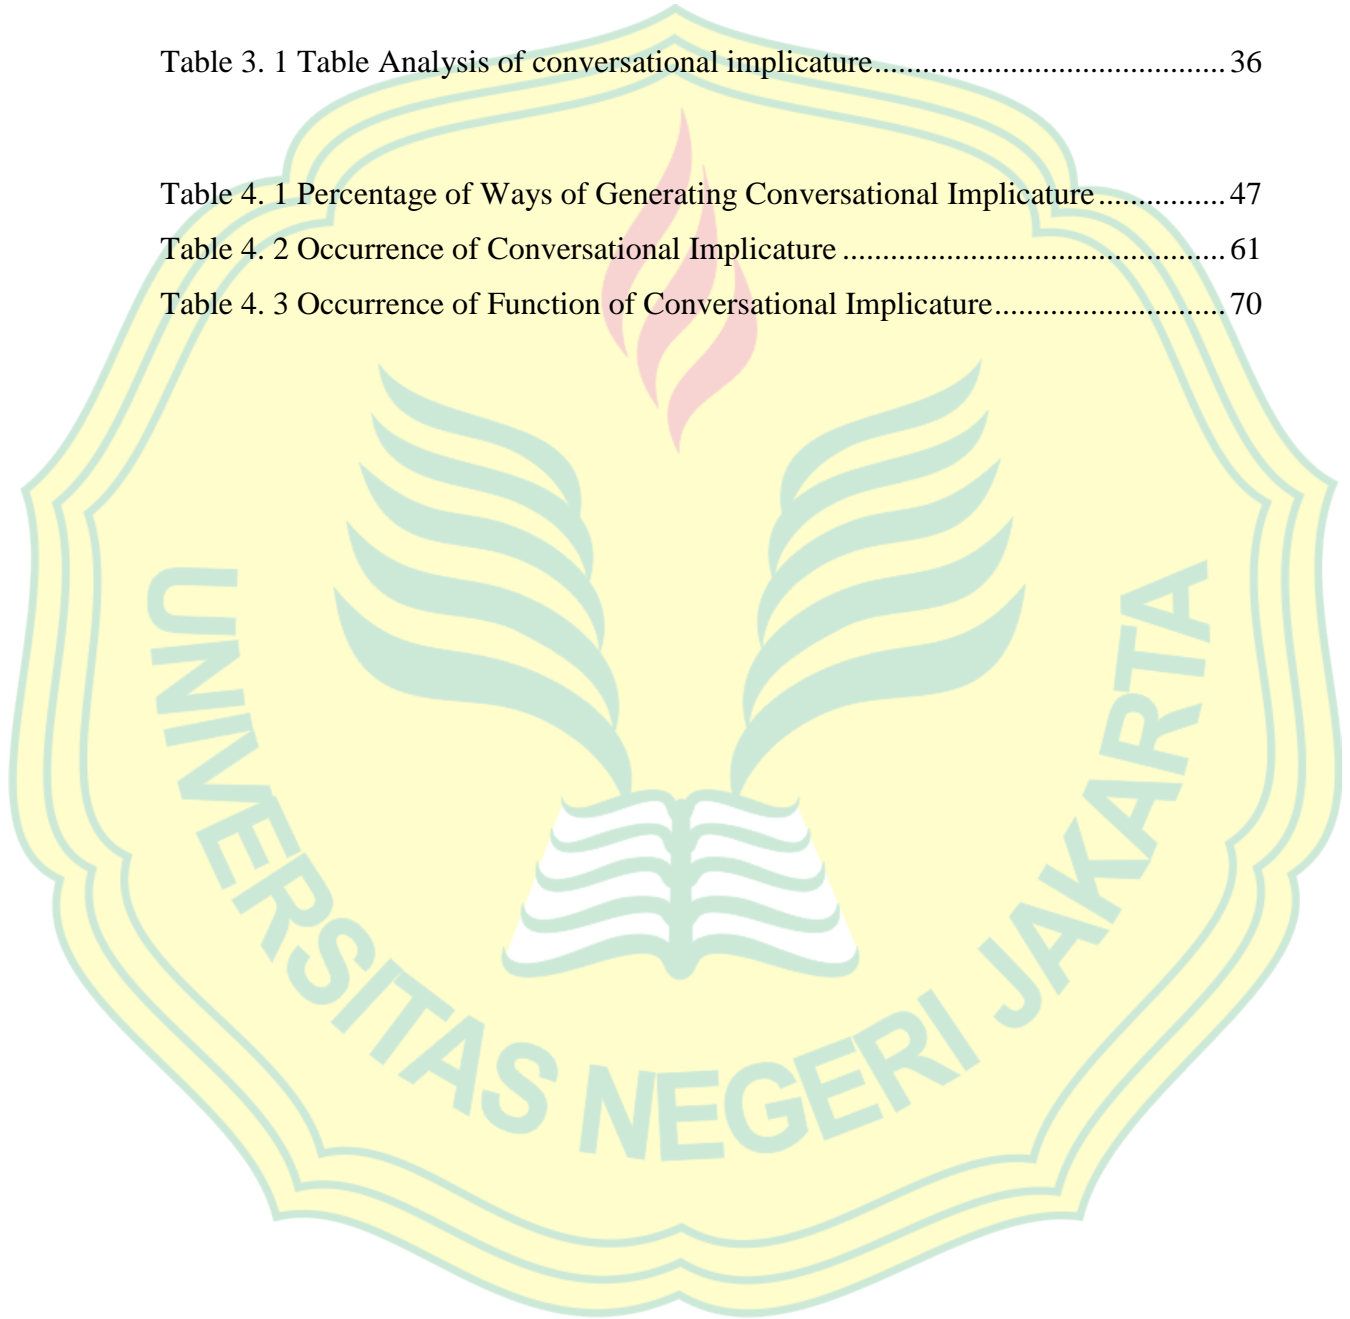 Table 3. 1 Table Analysis of conversational implicature............................................ 36
Table 4. 1 Percentage of Ways of Generating Conversational Implicature................ 47
Table 4. 2 Occurrence of Conversational Implicature ................................................ 61
Table 4. 3 Occurrence of Function of Conversational Implicature............................. 70
UNIVERSITAS NEGERI JAKARTA